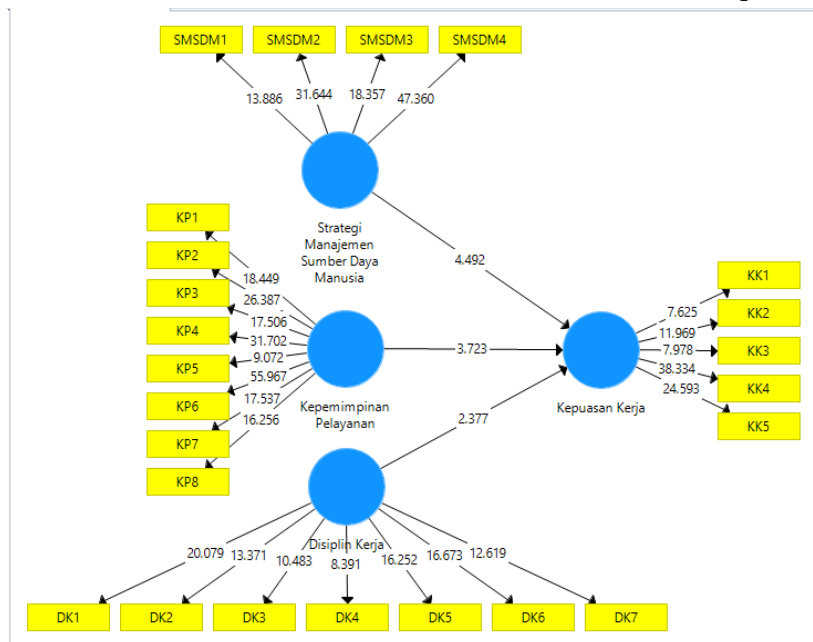 SMSDM1 SMSDM2 SMSDM3 SMSDM4
13.886 31.644 18.357 47.360
Strategi
Manajemen
Sumber Daya
Manusia
4.492
KP1
KP2
KP3
KP4
KP5
KP6
KP7
KP8
18.449
26.387
17.506
31.702
9.072
55.967
17.537
16.256
Kepemimpinan
Pelayanan
3.723
2.377
Kepuasan Kerja
7.625
11.969
7.978
38.334
24.593
KK1
KK2
KK3
KK4
KK5
Disiplin Kerja
20.079 13.371 10.483 8.391 16.252 16.673 12.619
DK1 DK2 DK3 DK4 DK5 DK6 DK7